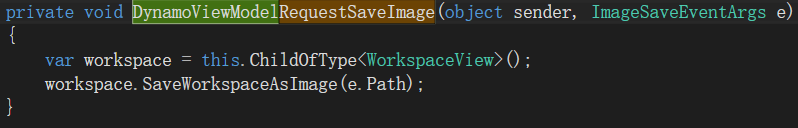 private void DynamoViewModelRequestSaveImage(object sender, ImageSaveEventArgs e)
{
    var workspace = this.ChildOfType<WorkspaceView>();
    workspace.SaveWorkspaceAsImage(e.Path);
}